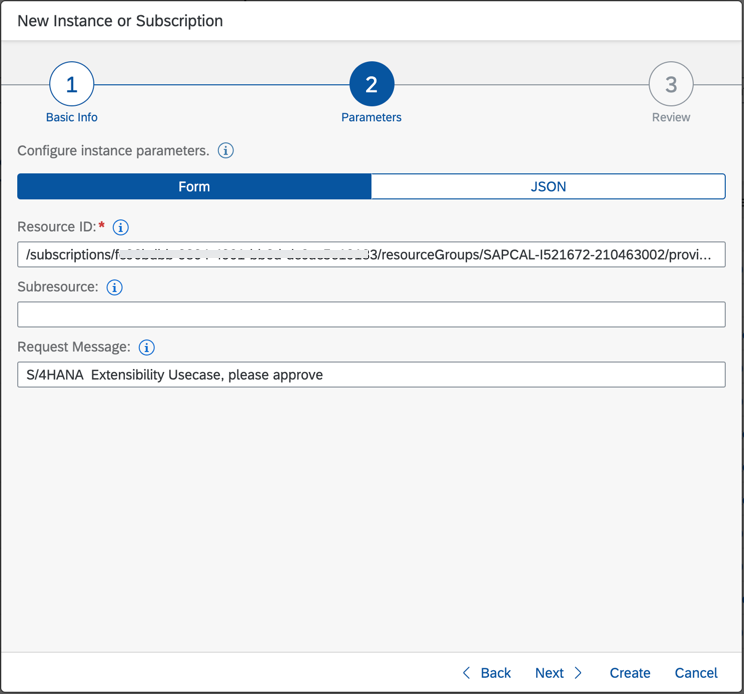 New Instance or Subscription
1
2
3
Basic Info
Parameters
Review
Configure instance parameters.
Form
JSON
Resource ID:*
/subscriptions/f 3/resourceGroups/SAPCAL-I521672-210463002/provi...
Subresource:
Request Message:
S/4HANA  Extensibility Usecase, please approve
Back
Next
Create
Cancel